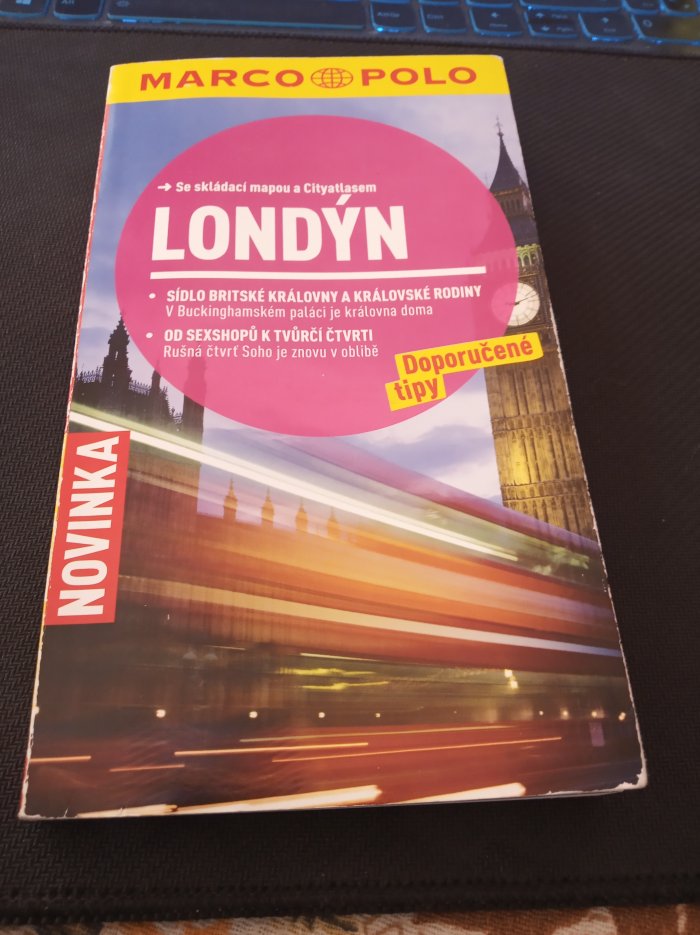 MARCO POLO
→ Se skládací mapou a Cityatlasem
LONDÝN
• SÍDLO BRITSKÉ KRÁLOVNY A KRÁLOVSKÉ RODINY
V Buckinghamském paláci je královna doma
• OD SEXSHOPŮ K TVŮRČÍ ČTVRTI
Rušná čtvrť Soho je znovu v oblibě
Doporučené
tipy
NOVINKA